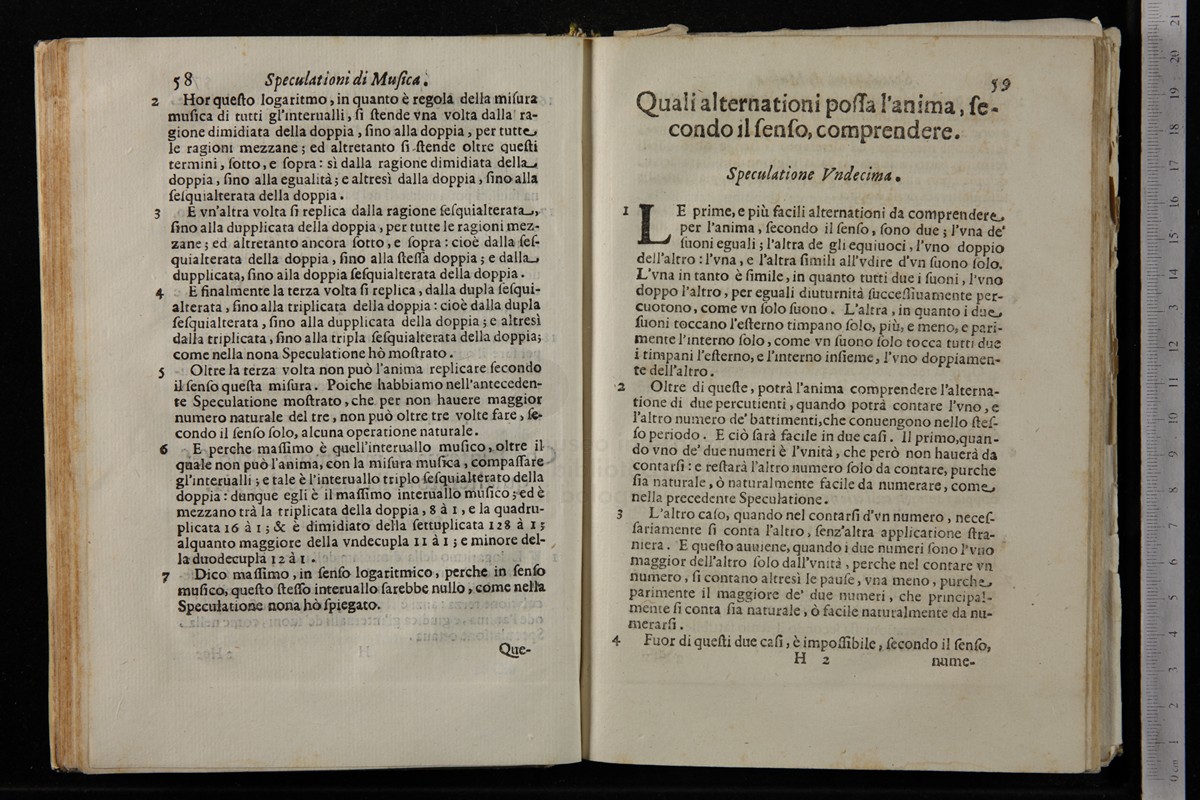 58 Speculationi di Muſica.
2 Hor queſto logaritmo, in quanto è regola della miſura
muſica di tutti gl'interualli, ſi ſtende vna volta dalla ra-
gione dimidiata della doppia, fino alla doppia, per tutte
le ragioni mezzane; ed altretanto ſi ſtende oltre queſti
termini, ſotto, e ſopra: sì dalla ragione dimidiata della
doppia, fino alla egualità; e altresì dalla doppia, fino alla
ſeſquialterata della doppia.
3 E vn'altra volta ſi replica dalla ragione ſeſquialterata,
fino alla dupplicata della doppia, per tutte le ragioni mez-
zane; ed altretanto ancora ſotto, e ſopra: cioè dalla ſeſ-
quialterata della doppia, fino alla ſteſſa doppia; e dalla
dupplicata, fino alla doppia ſeſquialterata della doppia.
4 E finalmente la terza volta ſi replica, dalla dupla ſeſqui-
alterata, fino alla triplicata della doppia: cioè dalla dupla
ſeſquialterata, fino alla dupplicata della doppia; e altresì
dalla triplicata, fino alla tripla ſeſquialterata della doppia;
come nella nona Speculatione hò moſtrato.
5 Oltre la terza volta non può l'anima replicare ſecondo
il ſenſo queſta miſura. Poiche habbiamo nell'anteceden-
te Speculatione moſtrato, che per non hauere maggior
numero naturale del tre, non può oltre tre volte fare, ſe-
condo il ſenſo ſolo, alcuna operatione naturale.
6 E perche maſſimo è quell'interuallo muſico, oltre il
quale non può l'anima, con la miſura muſica, compaſſare
gl'interualli; e tale è l'interuallo triplo ſeſquialterato della
doppia: dunque egli è il maſſimo interuallo muſico; ed è
mezzano trà la triplicata della doppia, 8 à 1, e la quadru-
plicata 16 à 1; & è dimidiato della ſettuplicata 128 à 1;
alquanto maggiore della vndecupla 11 à 1; e minore del-
la duodecupla 12 à 1.
7 Dico maſſimo, in ſenſo logaritmico, perche in ſenſo
muſico, queſto ſteſſo interuallo ſarebbe nullo, come nella
Speculatione nona hò ſpiegato.
Que-
59
Quali alternationi poſſa l'anima, ſe-
condo il ſenſo, comprendere.
Speculatione Vndecima.
1 LE prime, e più facili alternationi da comprendere
per l'anima, ſecondo il ſenſo, ſono due; l'vna de'
ſuoni eguali; l'altra de gli equiuoci, l'vno doppio
dell'altro: l'vna, e l'altra ſimili all'vdire d'vn ſuono ſolo.
L'vna in tanto è ſimile, in quanto tutti due i ſuoni, l'vno
doppo l'altro, per eguali diuturnità ſucceſſiuamente per-
cuotono, come vn ſolo ſuono. L'altra, in quanto i due
ſuoni toccano l'eſterno timpano ſolo, più, e meno, e pari-
mente l'interno ſolo, come vn ſuono ſolo tocca tutti due
i timpani l'eſterno, e l'interno inſieme, l'vno doppiamen-
te dell'altro.
2 Oltre di queſte, potrà l'anima comprendere l'alterna-
tione di due percutienti, quando potrà contare l'vno, e
l'altro numero de' battimenti, che conuengono nello ſteſ-
ſo periodo. E ciò ſarà facile in due caſi. Il primo, quan-
do vno de' due numeri è l'vnità, che però non hauerà da
contarſi: e reſtarà l'altro numero ſolo da contare, purche
ſia naturale, ò naturalmente facile da numerare, come
nella precedente Speculatione.
3 L'altro caſo, quando nel contarſi d'vn numero, neceſ-
ſariamente ſi conta l'altro, ſenz'altra applicatione ſtra-
niera. E queſto auuiene, quando i due numeri ſono l'vno
maggior dell'altro ſolo dall'vnità, perche nel contare vn
numero, ſi contano altresì le pauſe, vna meno, purche
parimente il maggiore de' due numeri, che principal-
mente ſi conta ſia naturale, ò facile naturalmente da nu-
merarſi.
4 Fuor di queſti due caſi, è impoſſibile, ſecondo il ſenſo,
H 2 nume-